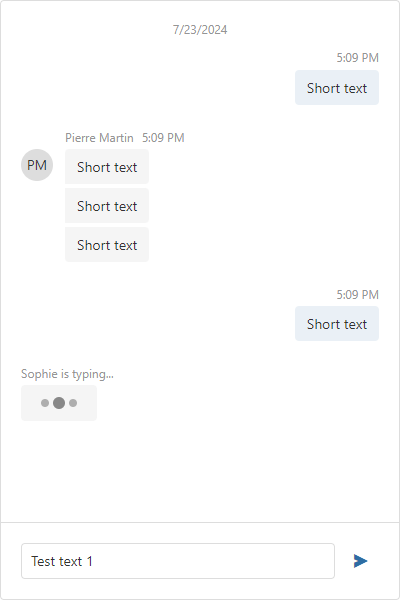 7/23/2024
5:09 PM
Short text
Pierre Martin 5:09 PM
PM Short text
Short text
Short text
5:09 PM
Short text
Sophie is typing...
Test text 1